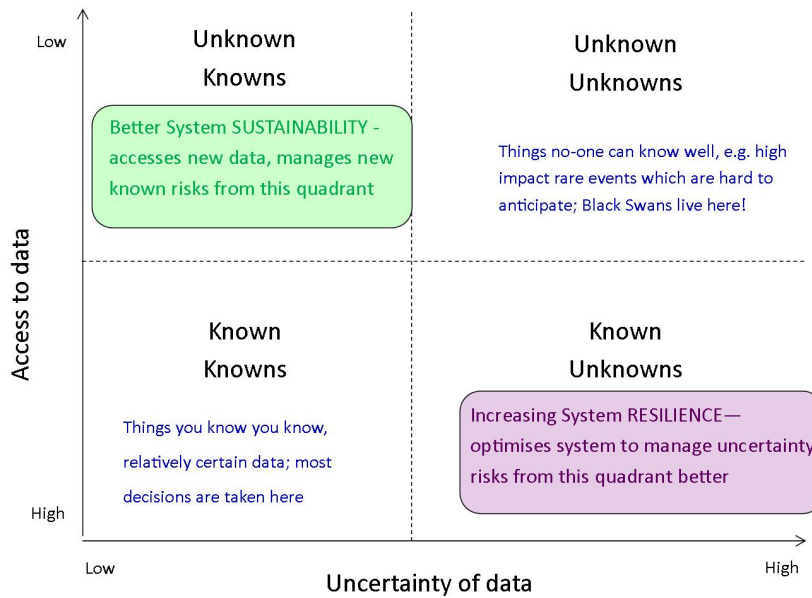 Low
Unknown
Knowns
Unknown
Unknowns
Better System SUSTAINABILITY -
accesses new data, manages new
known risks from this quadrant
Things no-one can know well, e.g. high
impact rare events which are hard to
anticipate; Black Swans live here!
Access to data
Known
Knowns
Known
Unknowns
Things you know you know,
relatively certain data; most
decisions are taken here
Increasing System RESILIENCE—
optimises system to manage uncertainty
risks from this quadrant better
High
Low
High
Uncertainty of data